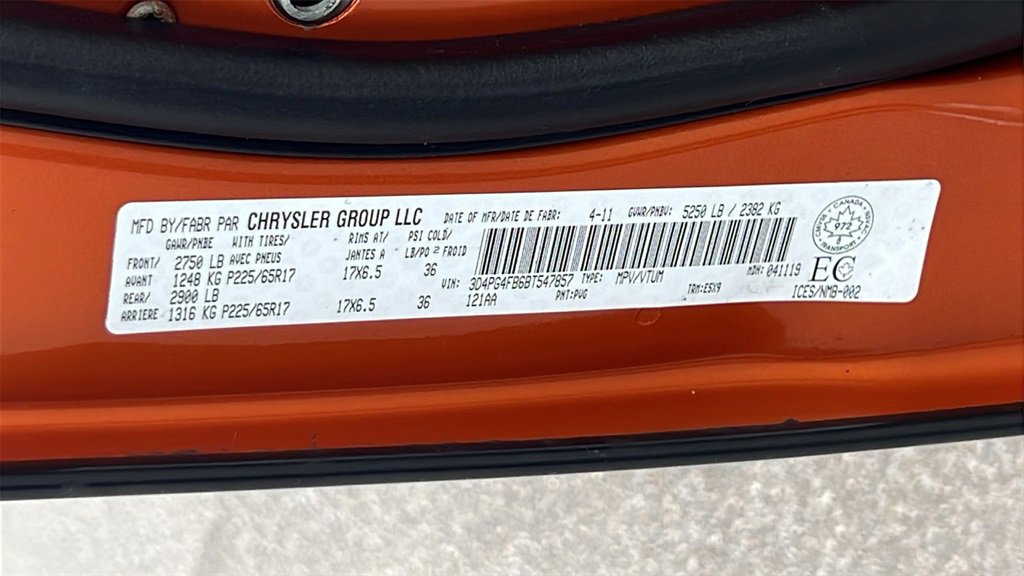 MFD BY/FABR PAR CHRYSLER GROUP LLC DATE OF MFR/DATE DE FABR: 4-11 GVWR/PNBV: 5250 LB / 2382 KG
GAWR/PNBE WITH TIRES/ RIMS AT/ PSI COLD/
FRONT/ 2750 LB AVEC PNEUS JANTES A LB/PO² FROID
AVANT 1248 KG P225/65R17 17X6.5 36
REAR/ 2900 LB
ARRIERE 1316 KG P225/65R17 17X6.5 36
VIN: 3D4PG4FB6BT547857 TYPE: MPV/VTUM MDH: 041119
121AA PNT: PVG TRM: E5X9
CANADA
972
TRANSPORT
EC
ICES/NMB-002